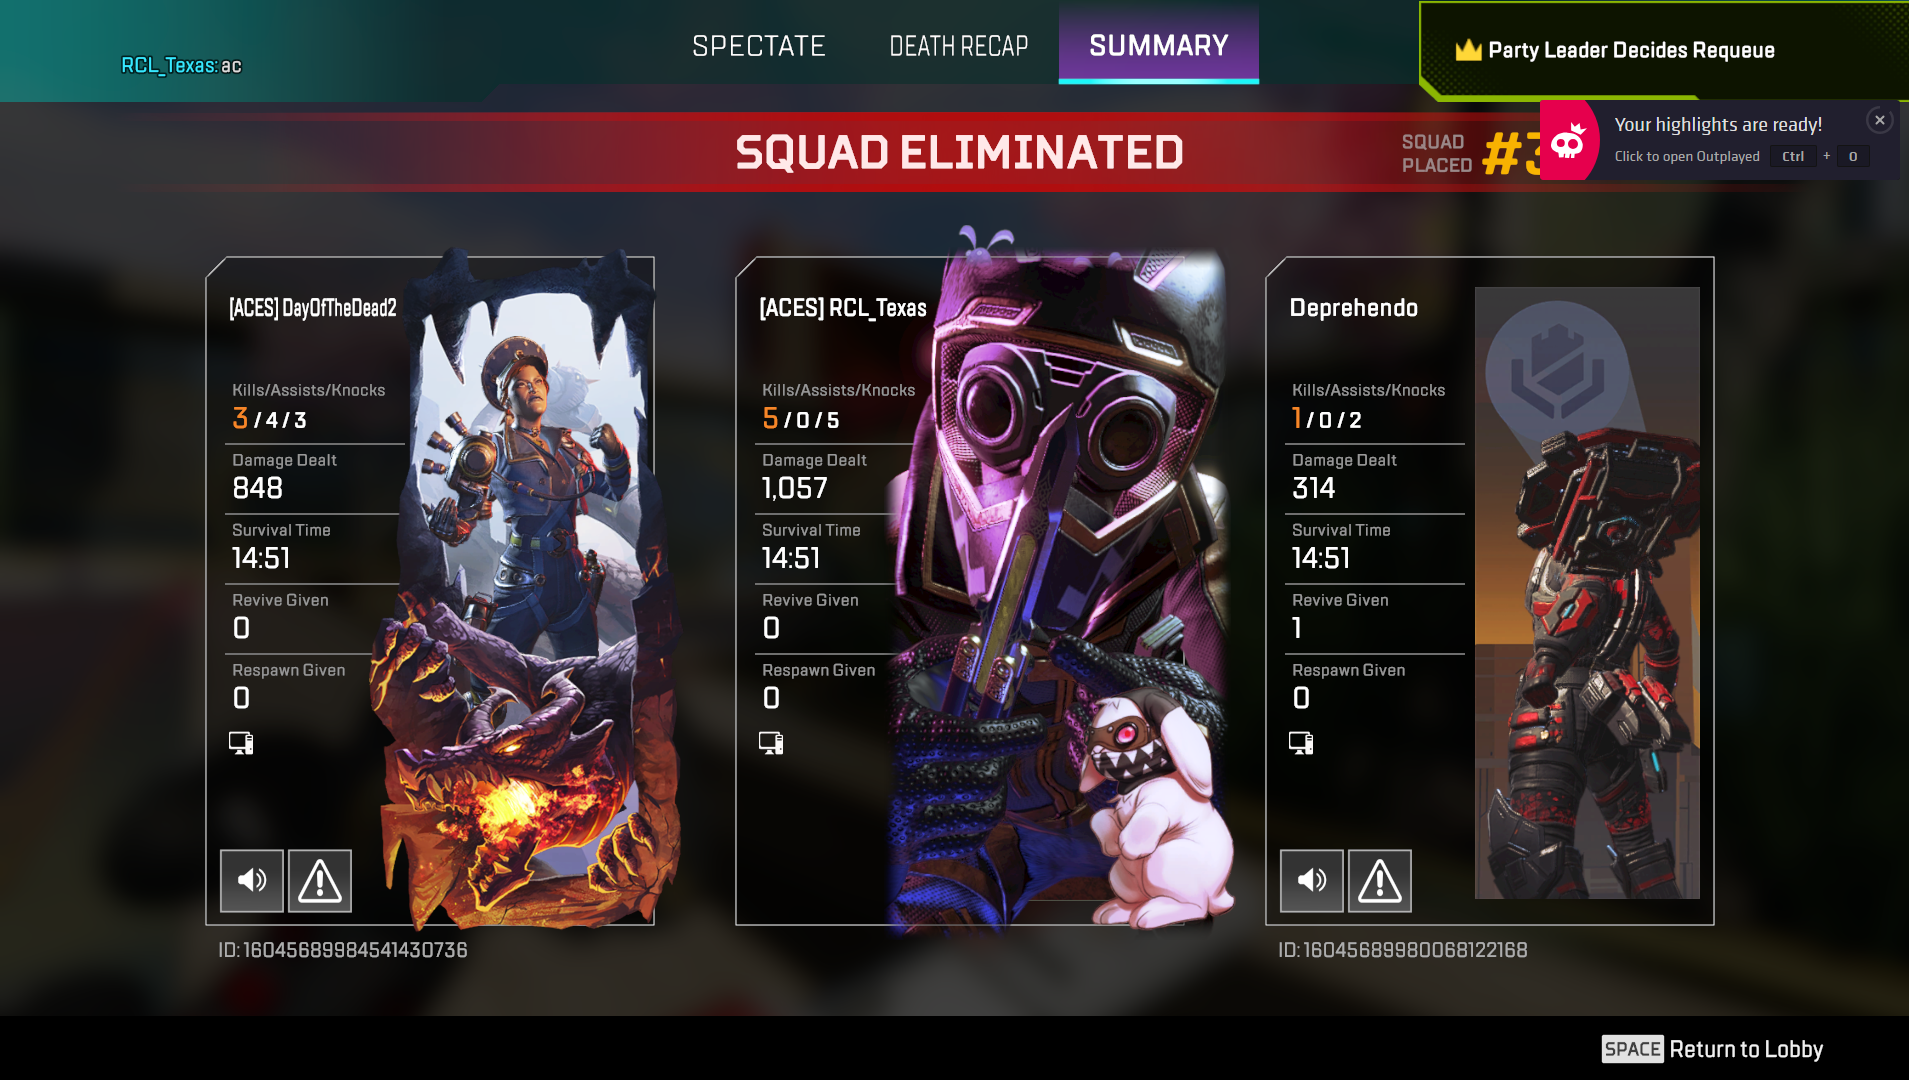 RCL_Texas: ac
SPECTATE
DEATH RECAP
SUMMARY
Party Leader Decides Requeue
Your highlights are ready!
Click to open Outplayed Ctrl + O
SQUAD ELIMINATED
SQUAD PLACED #3
[ACES] DayOfTheDead2
Kills/Assists/Knocks
3 / 4 / 3
Damage Dealt
848
Survival Time
14:51
Revive Given
0
Respawn Given
0
ID: 16045689984541430736
[ACES] RCL_Texas
Kills/Assists/Knocks
5 / 0 / 5
Damage Dealt
1,057
Survival Time
14:51
Revive Given
0
Respawn Given
0
Deprehendo
Kills/Assists/Knocks
1 / 0 / 2
Damage Dealt
314
Survival Time
14:51
Revive Given
1
Respawn Given
0
ID: 16045689980068122168
SPACE Return to Lobby